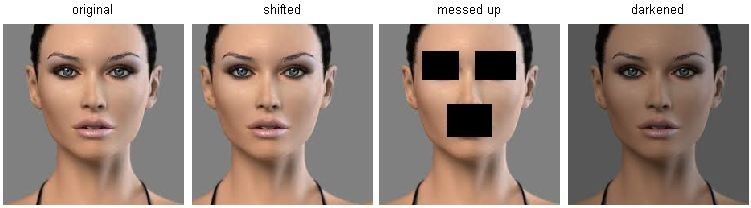 original
shifted
messed up
darkened